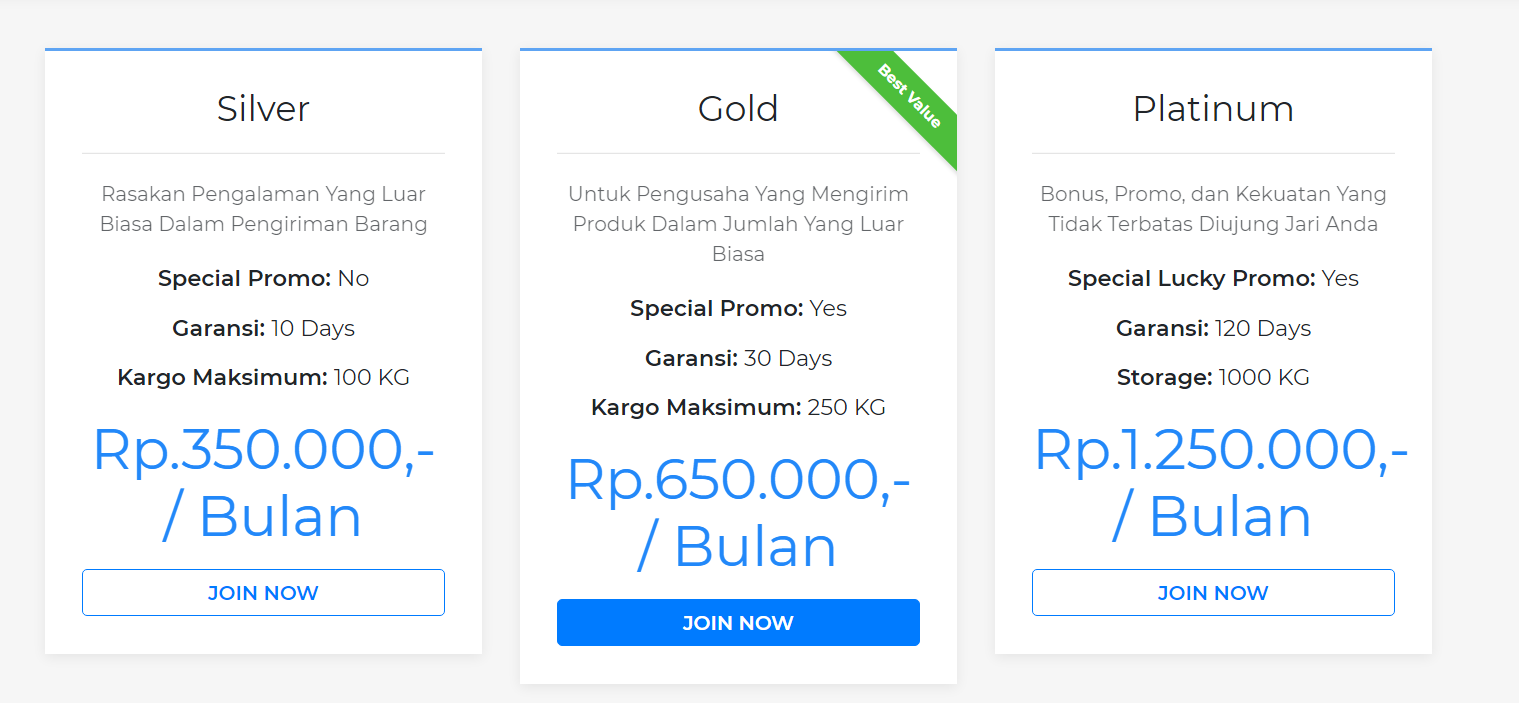 Silver
Rasakan Pengalaman Yang Luar
Biasa Dalam Pengiriman Barang
Special Promo: No
Garansi: 10 Days
Kargo Maksimum: 100 KG
Rp.350.000,-
/ Bulan
JOIN NOW
Best Value
Gold
Untuk Pengusaha Yang Mengirim
Produk Dalam Jumlah Yang Luar
Biasa
Special Promo: Yes
Garansi: 30 Days
Kargo Maksimum: 250 KG
Rp.650.000,-
/ Bulan
JOIN NOW
Platinum
Bonus, Promo, dan Kekuatan Yang
Tidak Terbatas Diujung Jari Anda
Special Lucky Promo: Yes
Garansi: 120 Days
Storage: 1000 KG
Rp.1.250.000,-
/ Bulan
JOIN NOW